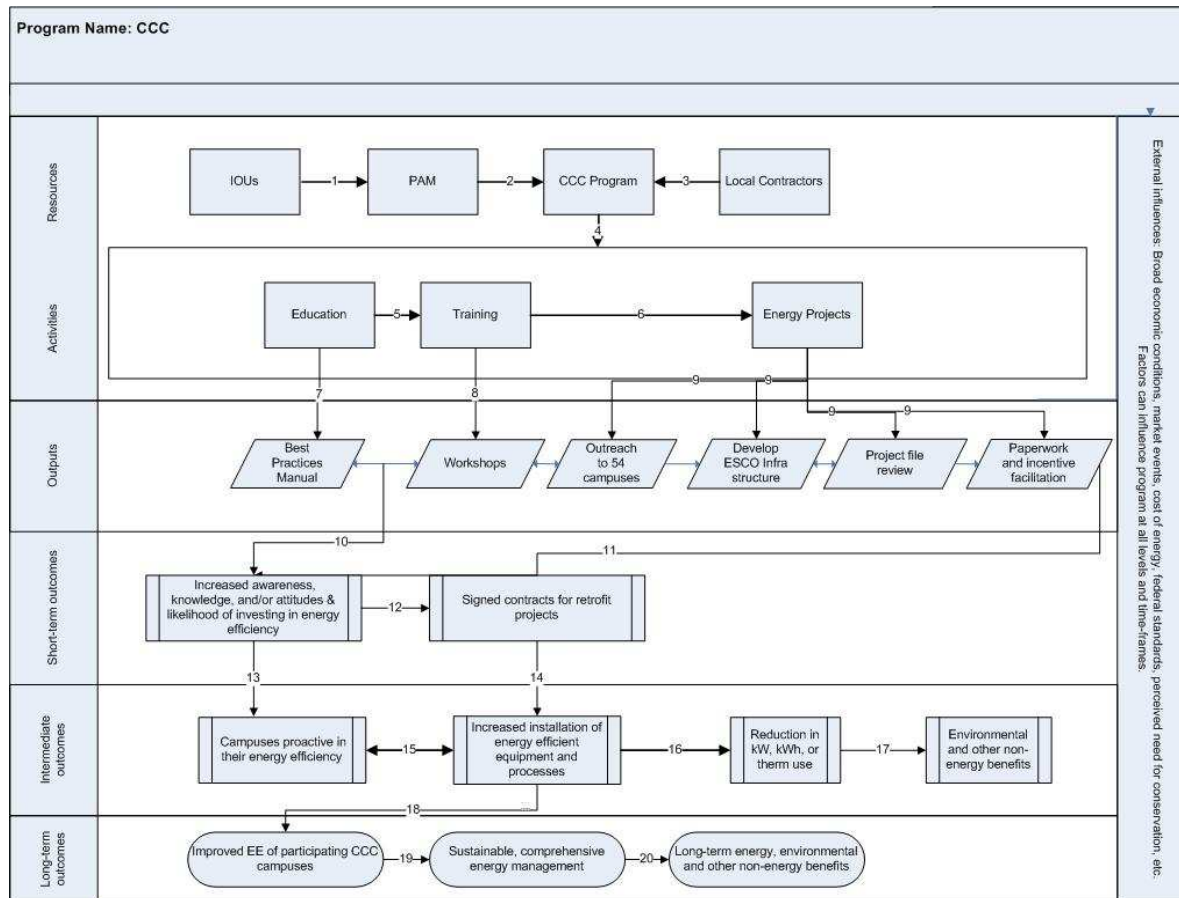 Program Name: CCC
Resources
IOUs
1
PAM
2
CCC Program
3
Local Contractors
4
Activities
Education
5
Training
6
Energy Projects
7
8
9
9
9
9
Outputs
Best
Practices
Manual
Workshops
Outreach
to 54
campuses
Develop
ESCO Infra
structure
Project file
review
Paperwork
and incentive
facilitation
10
11
Short-term outcomes
Increased awareness,
knowledge, and/or attitudes &
likelihood of investing in energy
efficiency
12
Signed contracts for retrofit
projects
13
14
Intermediate
outcomes
Campuses proactive in
their energy efficiency
15
Increased installation of
energy efficient
equipment and
processes
16
Reduction in
kW, kWh, or
therm use
17
Environmental
and other non-
energy benefits
18
Long-term
outcomes
Improved EE of participating CCC
campuses
19
Sustainable, comprehensive
energy management
20
Long-term energy, environmental
and other non-energy benefits
External influences: Broad economic conditions, market events, cost of energy, federal standards, perceived need for conservation, etc.
Factors can influence program at all levels and time-frames.